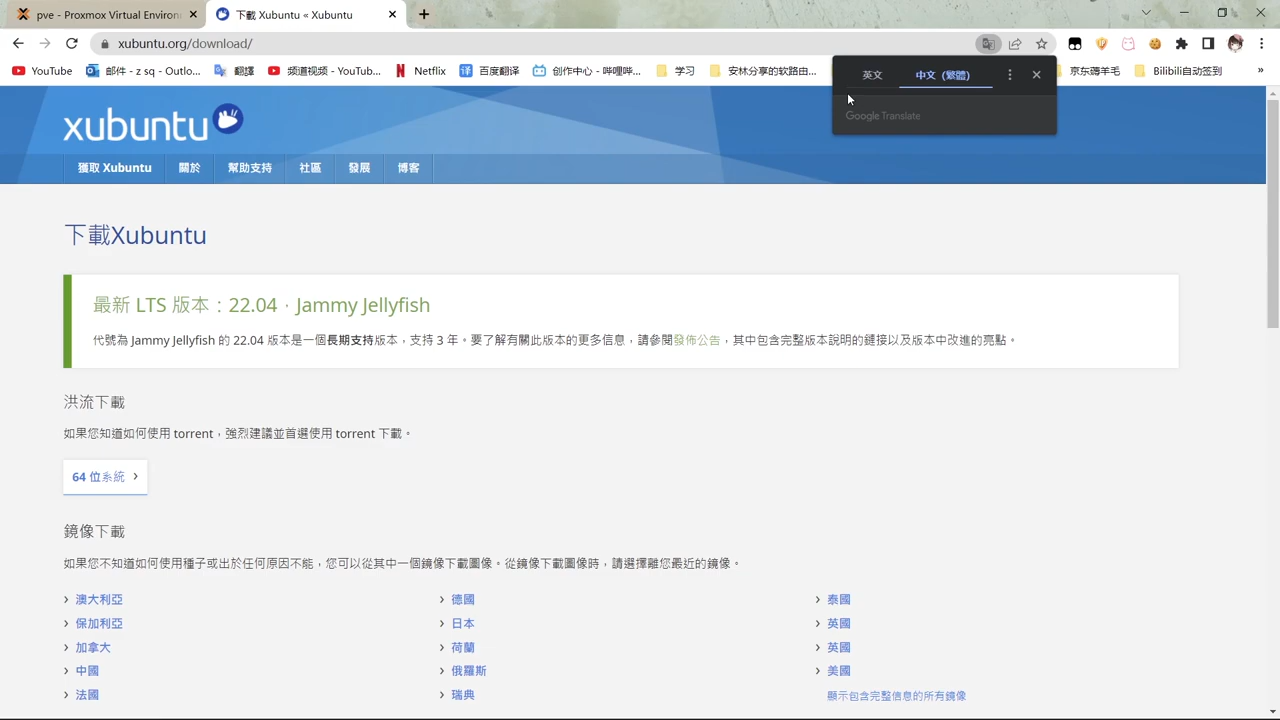 pve - Proxmox Virtual Environ
下載 Xubuntu « Xubuntu
xubuntu.org/download/
YouTube
邮件：z sq - Outlo...
翻譯
频道视频 - YouTub...
Netflix
百度翻译
创作中心 - 哔哩哔...
学习
安林分享的软路由...
京东薅羊毛
Bilibili自动签到
»
英文
中文（繁體）
Google Translate
xubuntu
獲取 Xubuntu
關於
幫助支持
社區
發展
博客
下載Xubuntu
最新 LTS 版本：22.04 · Jammy Jellyfish
代號為 Jammy Jellyfish 的 22.04 版本是一個長期支持版本，支持 3 年。要了解有關此版本的更多信息，請參閱發佈公告，其中包含完整版本說明的鏈接以及版本中改進的亮點。
洪流下載
如果您知道如何使用 torrent，強烈建議並首選使用 torrent 下載。
64 位系統 ›
鏡像下載
如果您不知道如何使用種子或出於任何原因不能，您可以從其中一個鏡像下載圖像。從鏡像下載圖像時，請選擇離您最近的鏡像。
› 澳大利亞
› 保加利亞
› 加拿大
› 中國
› 法國
› 德國
› 日本
› 荷蘭
› 俄羅斯
› 瑞典
› 泰國
› 英國
› 英國
› 美國
顯示包含完整信息的所有鏡像